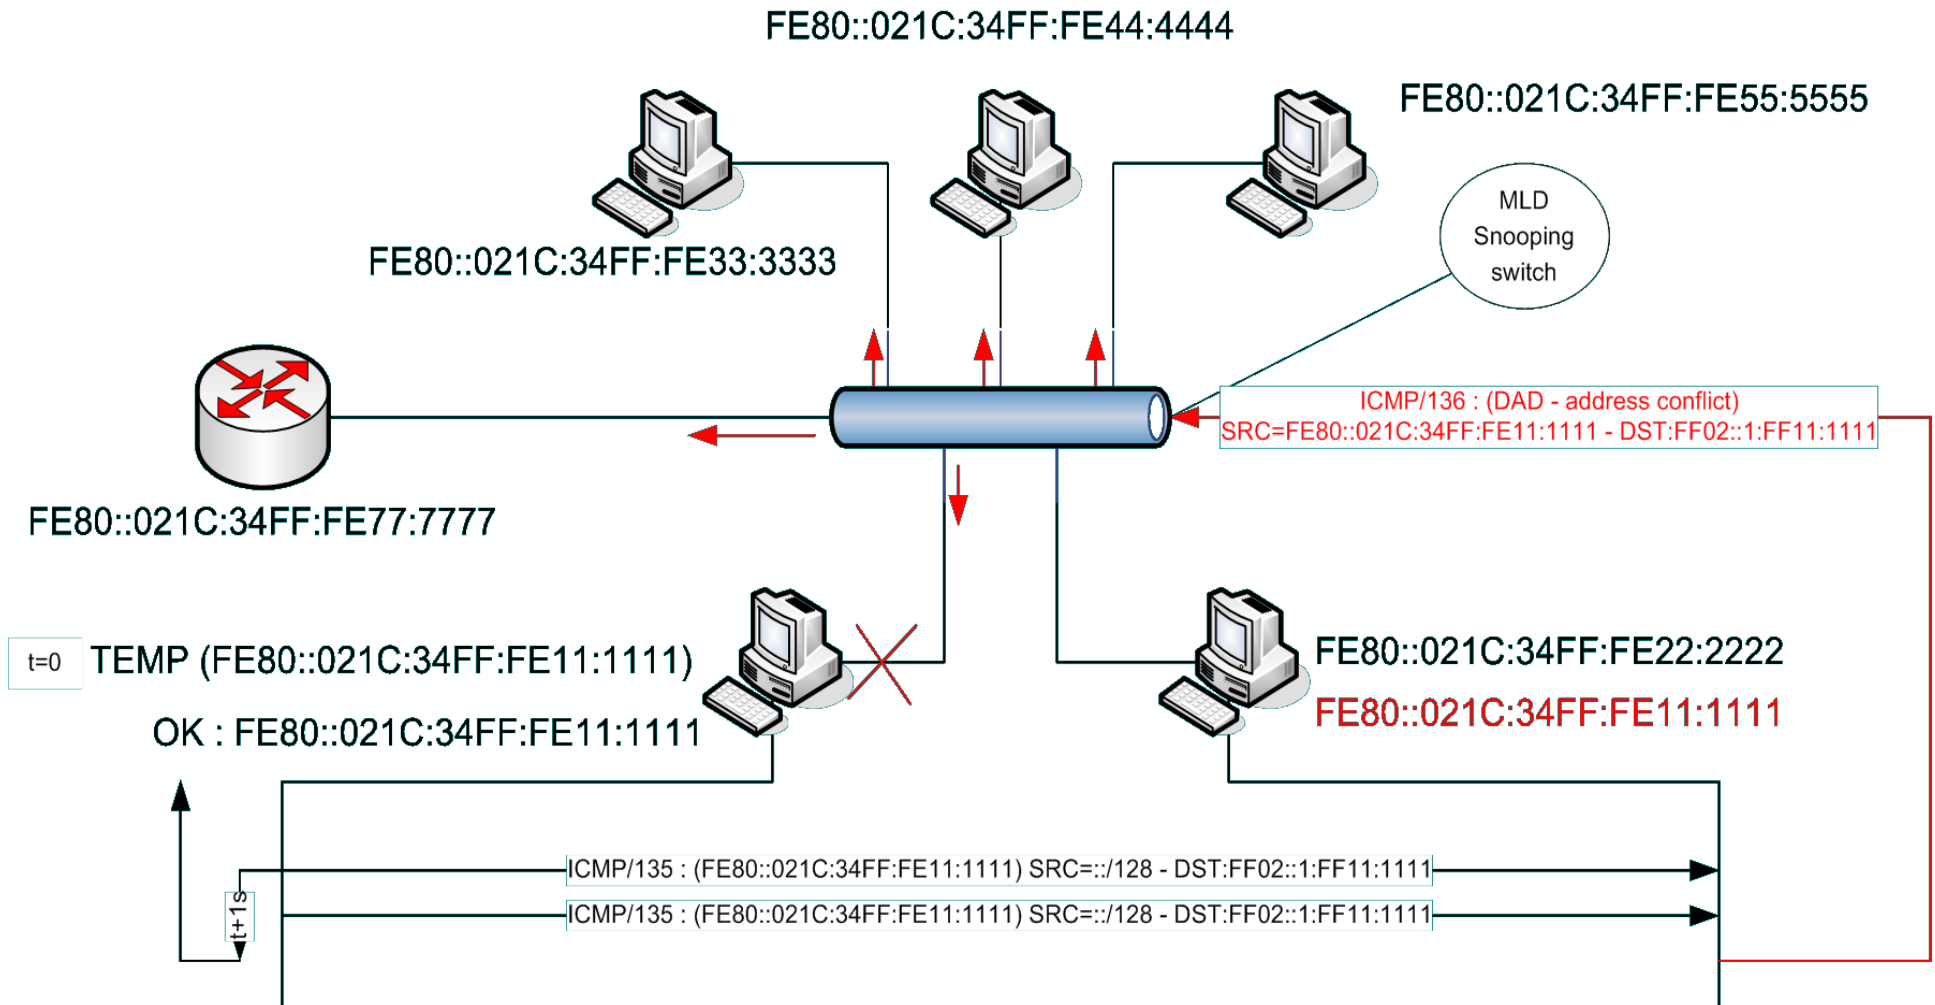 FE80::021C:34FF:FE44:4444
FE80::021C:34FF:FE55:5555
MLD
Snooping
switch
FE80::021C:34FF:FE33:3333
ICMP/136 : (DAD - address conflict)
SRC=FE80::021C:34FF:FE11:1111 - DST:FF02::1:FF11:1111
FE80::021C:34FF:FE77:7777
t=0
TEMP (FE80::021C:34FF:FE11:1111)
OK : FE80::021C:34FF:FE11:1111
FE80::021C:34FF:FE22:2222
FE80::021C:34FF:FE11:1111
ICMP/135 : (FE80::021C:34FF:FE11:1111) SRC=::/128 - DST:FF02::1:FF11:1111
t+1s
ICMP/135 : (FE80::021C:34FF:FE11:1111) SRC=::/128 - DST:FF02::1:FF11:1111